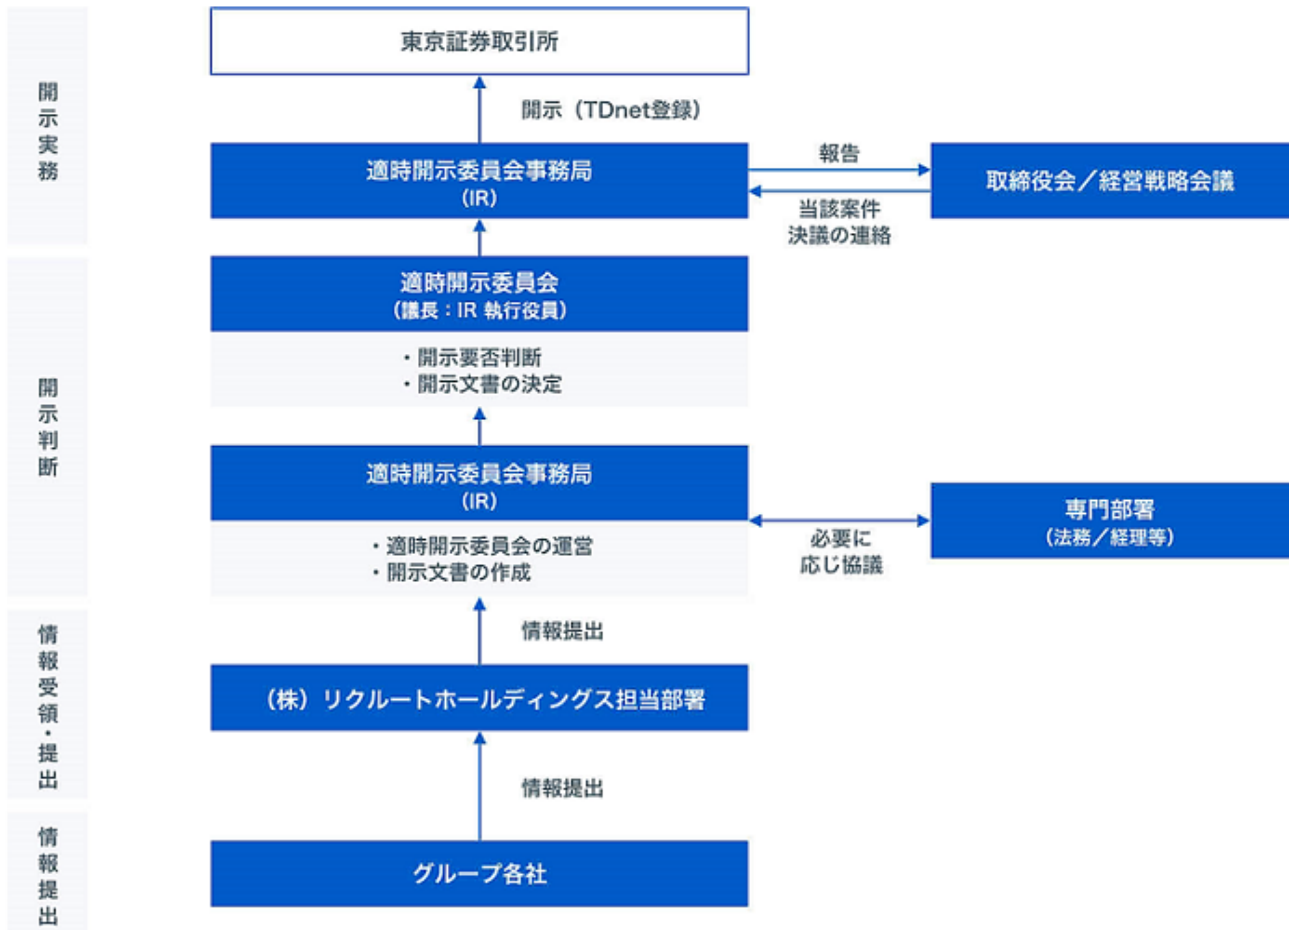 開示実務
東京証券取引所
開示（TDnet登録）
適時開示委員会事務局
（IR）
報告
当該案件
決議の連絡
取締役会／経営戦略会議
開示判断
適時開示委員会
（議長：IR 執行役員）
・開示要否判断
・開示文書の決定
適時開示委員会事務局
（IR）
・適時開示委員会の運営
・開示文書の作成
必要に
応じ協議
専門部署
（法務／経理等）
情報受領・提出
情報提出
（株）リクルートホールディングス担当部署
情報提出
情報提出
グループ各社